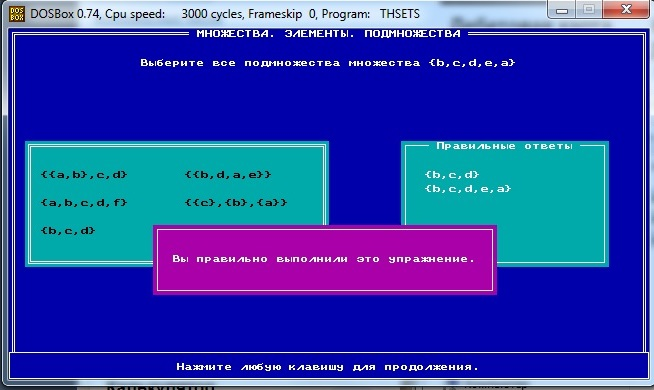 DOSBox 0.74, Cpu speed: 3000 cycles, Frameskip 0, Program: THSETS
МНОЖЕСТВА. ЭЛЕМЕНТЫ. ПОДМНОЖЕСТВА
Выберите все подмножества множества {b,c,d,e,a}
Правильные ответы
{{a,b},c,d} {{b,d,a,e}} {b,c,d}
{b,c,d,e,a}
{a,b,c,d,f} {{c},{b},{a}}
{b,c,d}
Вы правильно выполнили это упражнение.
Нажмите любую клавишу для продолжения.